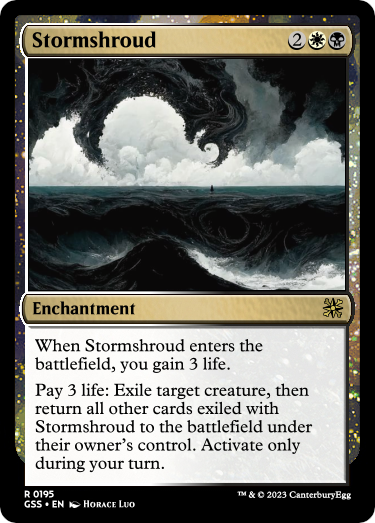 Stormshroud 2
Enchantment
When Stormshroud enters the
battlefield, you gain 3 life.
Pay 3 life: Exile target creature, then
return all other cards exiled with
Stormshroud to the battlefield under
their owner's control. Activate only
during your turn.
R 0195
GSS • EN Horace Luo
™ & © 2023 CanterburyEgg